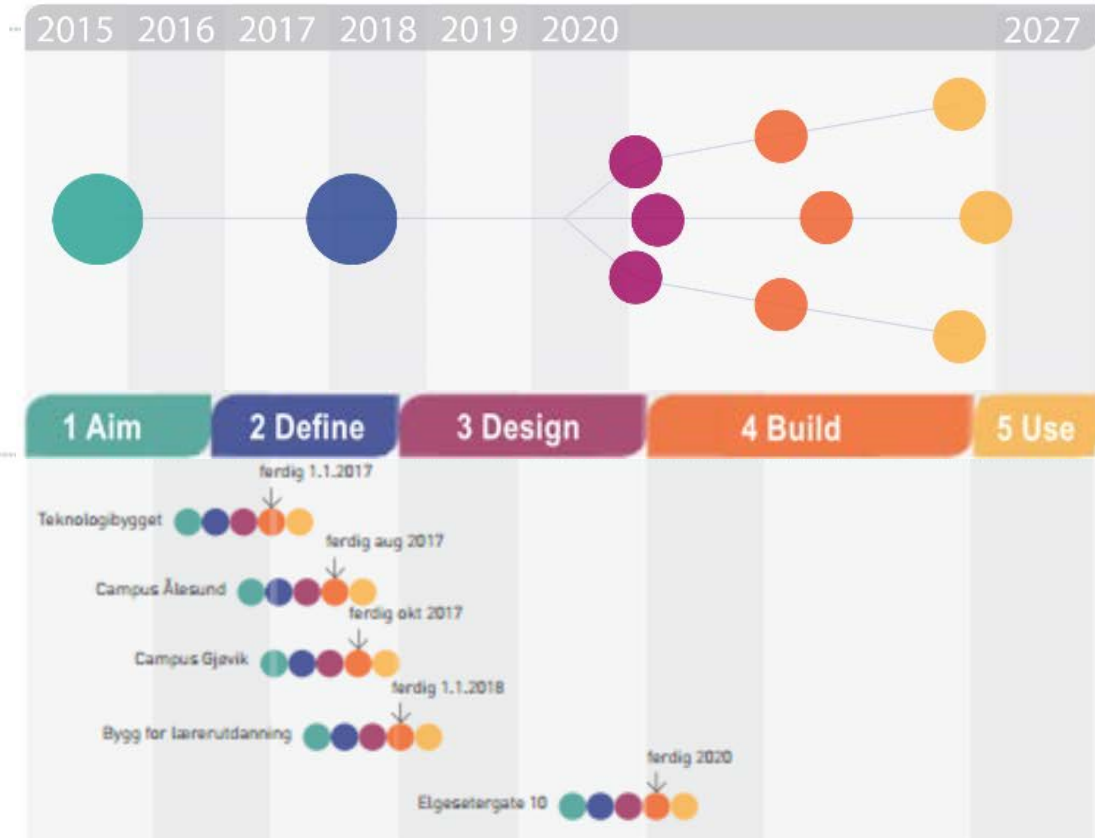 2015 2016 2017 2018 2019 2020 2027
1 Aim 2 Define 3 Design 4 Build 5 Use
ferdig 1.1.2017
Teknologibygget
ferdig aug 2017
Campus Ålesund
ferdig okt 2017
Campus Gjøvik
ferdig 1.1.2018
Bygg for lærerutdanning
ferdig 2020
Elgesetergate 10